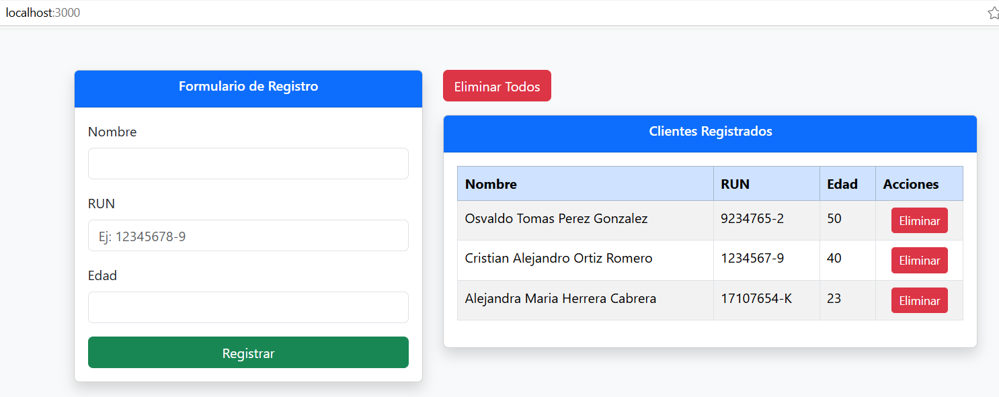 localhost:3000
Formulario de Registro
Nombre
RUN
Ej: 12345678-9
Edad
Registrar
Eliminar Todos
Clientes Registrados
Nombre RUN Edad Acciones
Osvaldo Tomas Perez Gonzalez 9234765-2 50 Eliminar
Cristian Alejandro Ortiz Romero 1234567-9 40 Eliminar
Alejandra Maria Herrera Cabrera 17107654-K 23 Eliminar